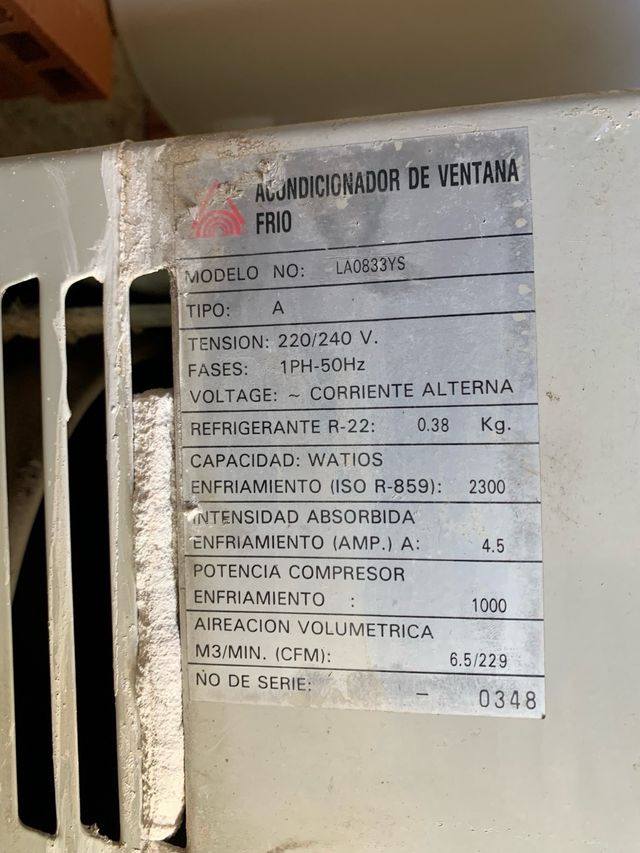 ACONDICIONADOR DE VENTANA
FRIO
MODELO NO: LA0833YS
TIPO: A
TENSION: 220/240 V.
FASES: 1PH-50Hz
VOLTAGE: ~ CORRIENTE ALTERNA
REFRIGERANTE R-22: 0.38 Kg.
CAPACIDAD: WATIOS
ENFRIAMIENTO (ISO R-859): 2300
INTENSIDAD ABSORBIDA
ENFRIAMIENTO (AMP.) A: 4.5
POTENCIA COMPRESOR
ENFRIAMIENTO : 1000
AIREACION VOLUMETRICA
M3/MIN. (CFM): 6.5/229
NO DE SERIE: – 0348